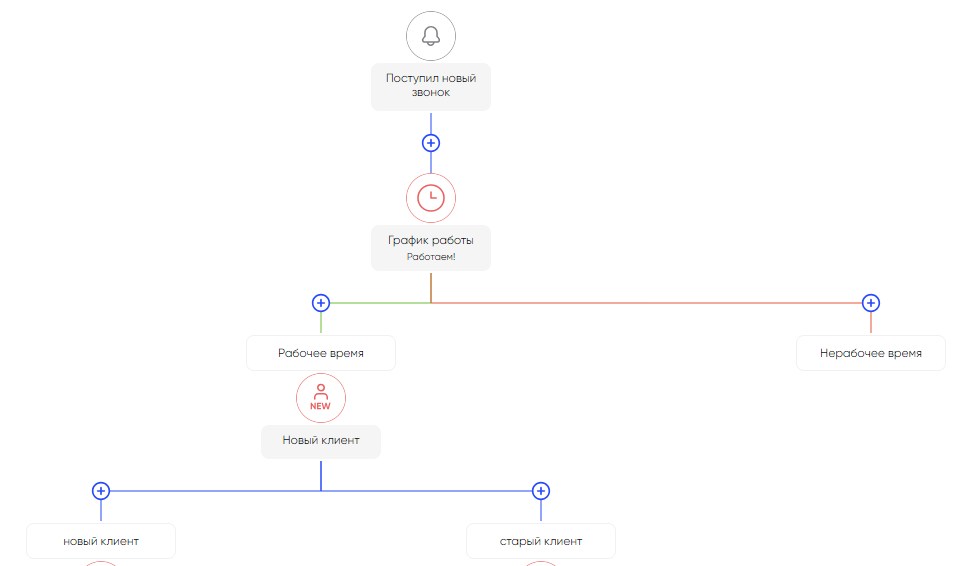 Поступил новый
звонок
График работы
Работаем!
Рабочее время
Нерабочее время
NEW
Новый клиент
новый клиент
старый клиент